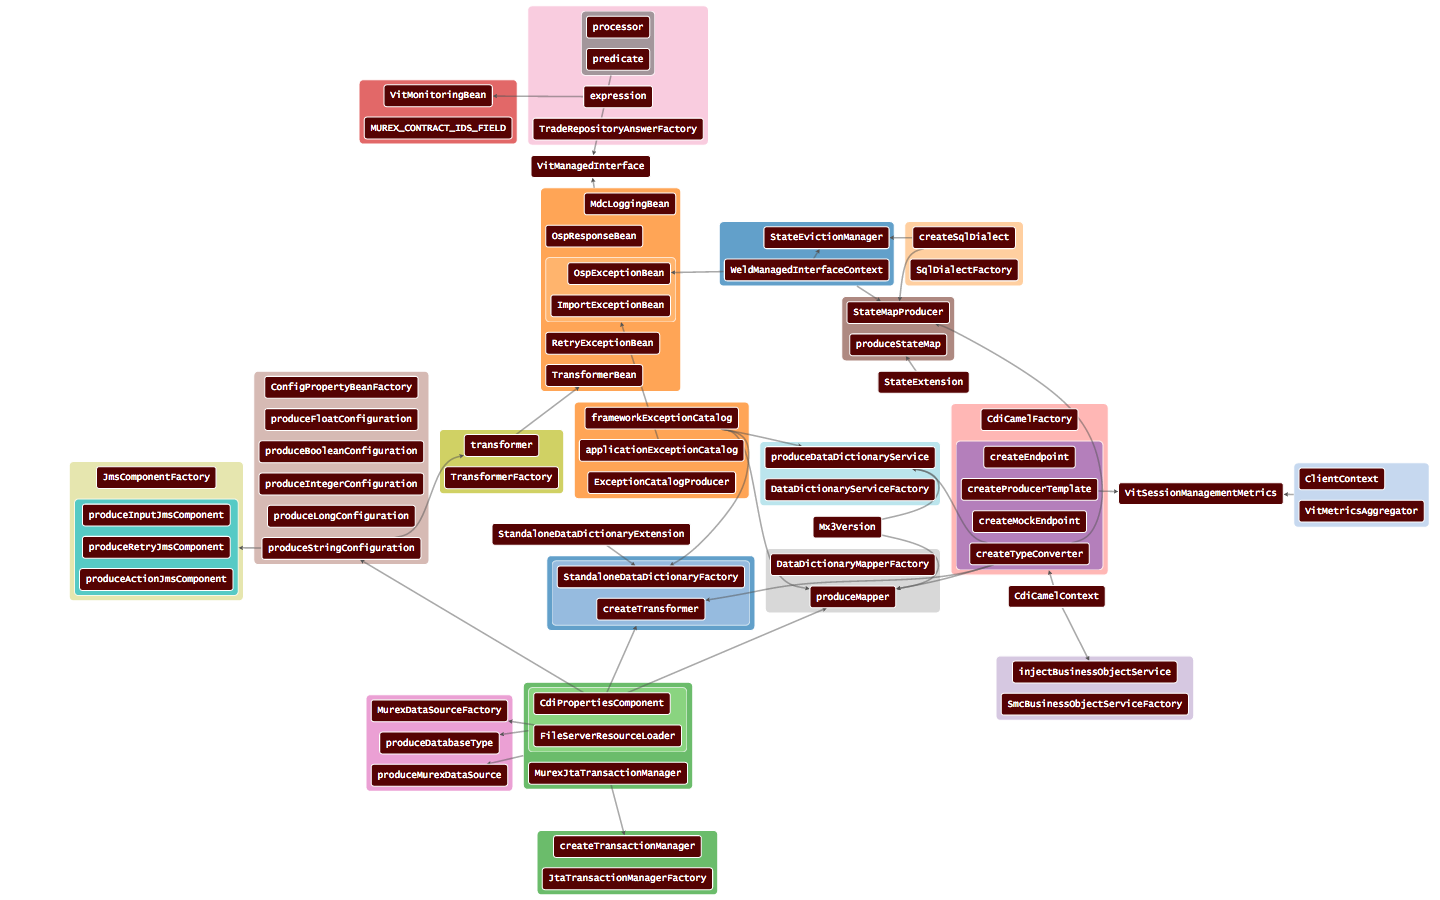 processor
predicate
expression
TradeRepositoryAnswerFactory
VitMonitoringBean
MUREX_CONTRACT_IDS_FIELD
VitManagedInterface
MdcLoggingBean
OspResponseBean
OspExceptionBean
ImportExceptionBean
RetryExceptionBean
TransformerBean
StateEvictionManager
WeldManagedInterfaceContext
createSqlDialect
SqlDialectFactory
StateMapProducer
produceStateMap
StateExtension
ConfigPropertyBeanFactory
produceFloatConfiguration
produceBooleanConfiguration
produceIntegerConfiguration
produceLongConfiguration
produceStringConfiguration
JmsComponentFactory
produceInputJmsComponent
produceRetryJmsComponent
produceActionJmsComponent
transformer
TransformerFactory
frameworkExceptionCatalog
applicationExceptionCatalog
ExceptionCatalogProducer
produceDataDictionaryService
DataDictionaryServiceFactory
CdiCamelFactory
createEndpoint
createProducerTemplate
createMockEndpoint
createTypeConverter
VitSessionManagementMetrics
ClientContext
VitMetricsAggregator
StandaloneDataDictionaryExtension
Mx3Version
StandaloneDataDictionaryFactory
createTransformer
DataDictionaryMapperFactory
produceMapper
CdiCamelContext
injectBusinessObjectService
SmcBusinessObjectServiceFactory
MurexDataSourceFactory
produceDatabaseType
produceMurexDataSource
CdiPropertiesComponent
FileServerResourceLoader
MurexJtaTransactionManager
createTransactionManager
JtaTransactionManagerFactory